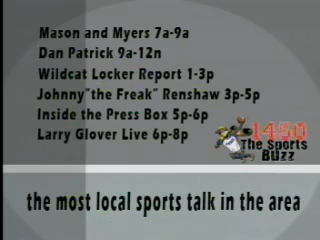 Mason and Myers 7a-9a
Dan Patrick 9a-12n
Wildcat Locker Report 1-3p
Johnny"the Freak" Renshaw 3p-5p
Inside the Press Box 5p-6p
Larry Glover Live 6p-8p
1450
The Sports
BUzz
the most local sports talk in the area